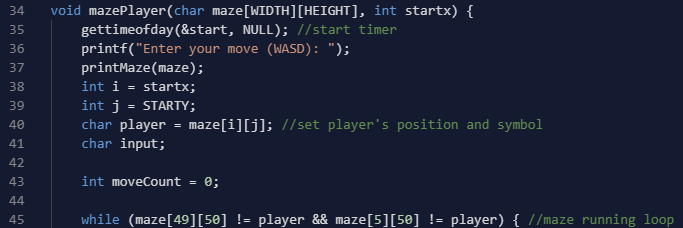 34 void mazePlayer(char maze[WIDTH][HEIGHT], int startx) {
35 gettimeofday(&start, NULL); //start timer
36 printf("Enter your move (WASD): ");
37 printMaze(maze);
38 int i = startx;
39 int j = STARTY;
40 char player = maze[i][j]; //set player's position and symbol
41 char input;
42
43 int moveCount = 0;
44
45 while (maze[49][50] != player && maze[5][50] != player) { //maze running loop